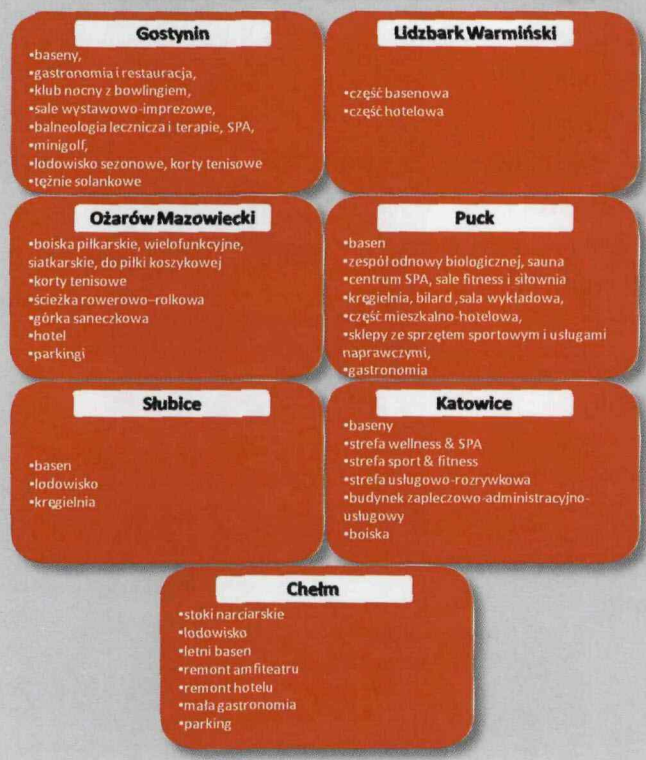 Gostynin
•baseny,
•gastronomia i restauracja,
•klub nocny z bowlingiem,
•sale wystawowo-imprezowe,
•balneologia lecznicza i terapie, SPA,
•minigolf,
•lodowisko sezonowe, korty tenisowe
•tężnie solankowe
Lidzbark Warmiński
•część basenowa
•część hotelowa
Ożarów Mazowiecki
•boiska piłkarskie, wielofunkcyjne,
siatkarskie, do piłki koszykowej
•korty tenisowe
•ścieżka rowerowo–rolkowa
•górka saneczkowa
•hotel
•parkingi
Puck
•basen
•zespół odnowy biologicznej, sauna
•centrum SPA, sale fitness i siłownia
•kręgielnia, bilard ,sala wykładowa,
•część mieszkalno-hotelowa,
•sklepy ze sprzętem sportowym i usługami
naprawczymi,
•gastronomia
Słubice
•basen
•lodowisko
•kręgielnia
Katowice
•baseny
•strefa wellness & SPA
•strefa sport & fitness
•strefa usługowo-rozrywkowa
•budynek zapleczowo-administracyjno-
usługowy
•boiska
Chełm
•stoki narciarskie
•lodowisko
•letni basen
•remont amfiteatru
•remont hotelu
•mała gastronomia
•parking